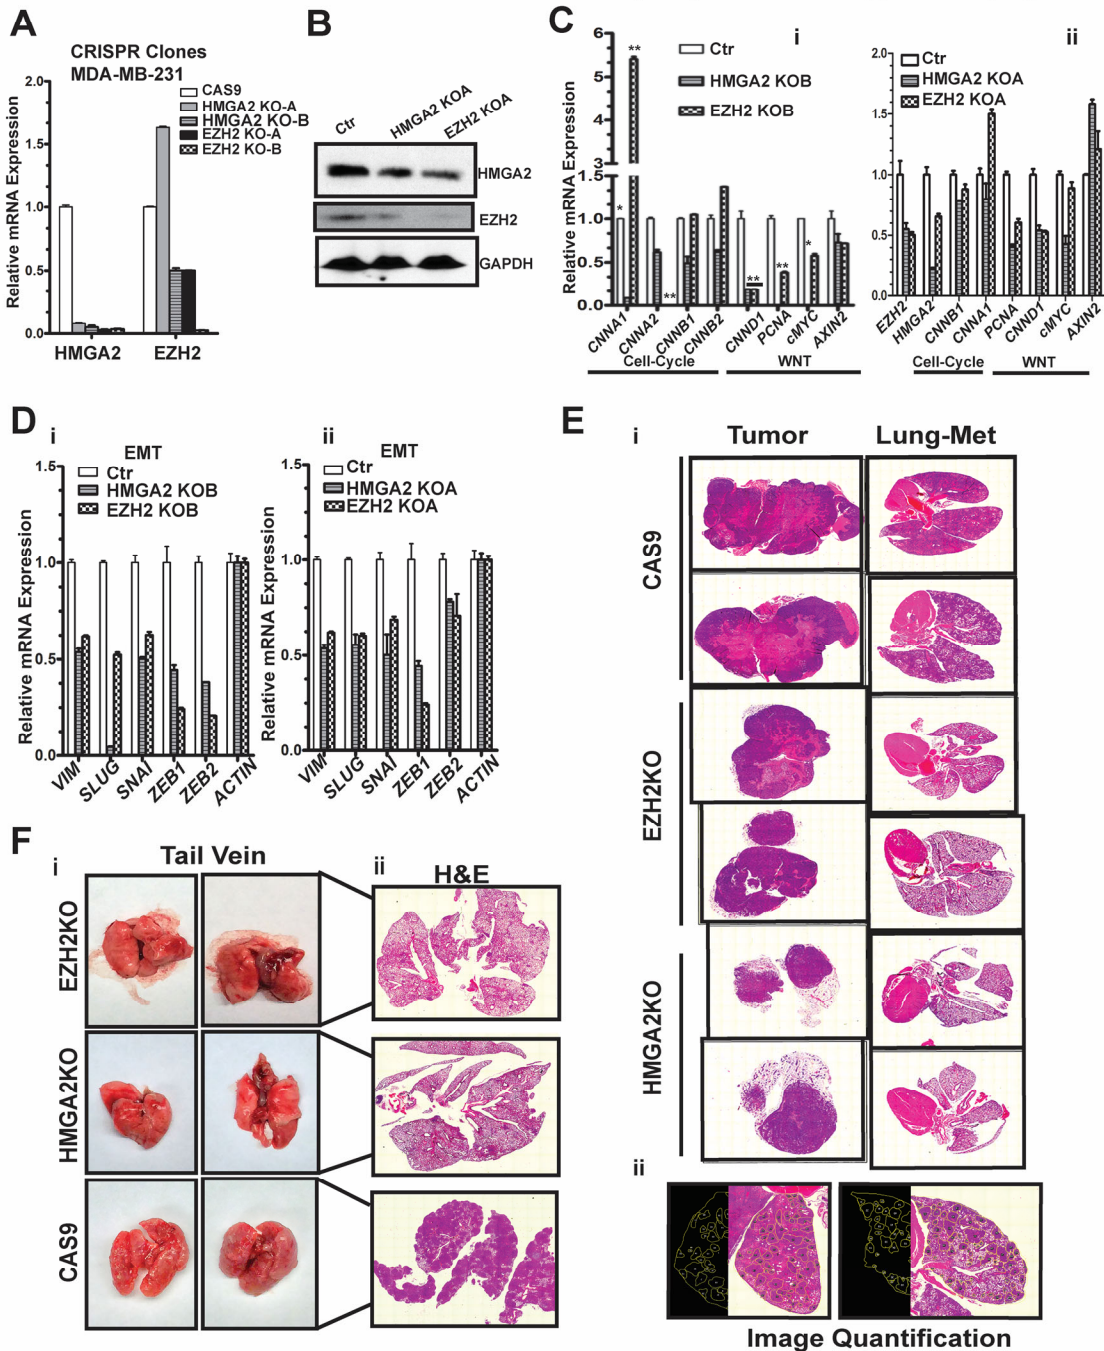 A
CRISPR Clones
MDA-MB-231
CAS9
HMGA2 KO-A
HMGA2 KO-B
EZH2 KO-A
EZH2 KO-B
Relative mRNA Expression
2.0
1.5
1.0
0.5
0.0
HMGA2 EZH2
B
Ctr HMGA2 KOA EZH2 KOA
HMGA2
EZH2
GAPDH
C
i
Relative mRNA Expression
6
5
4
3
2
1.5
1.0
0.5
0.0
Ctr
HMGA2 KOB
EZH2 KOB
* ** ** ** ** *
CNNA1 CNNA2 CNNB1 CNNB2 CNND1 PCNA cMYC AXIN2
Cell-Cycle WNT
ii
2.0
1.5
1.0
0.5
0.0
Ctr
HMGA2 KOA
EZH2 KOA
EZH2 HMGA2 CNNB1 CNNA1 PCNA CNND1 cMYC AXIN2
Cell-Cycle WNT
D
i
EMT
Relative mRNA Expression
1.5
1.0
0.5
0.0
Ctr
HMGA2 KOB
EZH2 KOB
VIM SLUG SNAI ZEB1 ZEB2 ACTIN
ii
EMT
Relative mRNA Expression
1.5
1.0
0.5
0.0
Ctr
HMGA2 KOA
EZH2 KOA
VIM SLUG SNAI ZEB1 ZEB2 ACTIN
E
i
Tumor Lung-Met
CAS9
EZH2KO
HMGA2KO
ii
Image Quantification
F
i
Tail Vein
ii
H&E
EZH2KO
HMGA2KO
CAS9